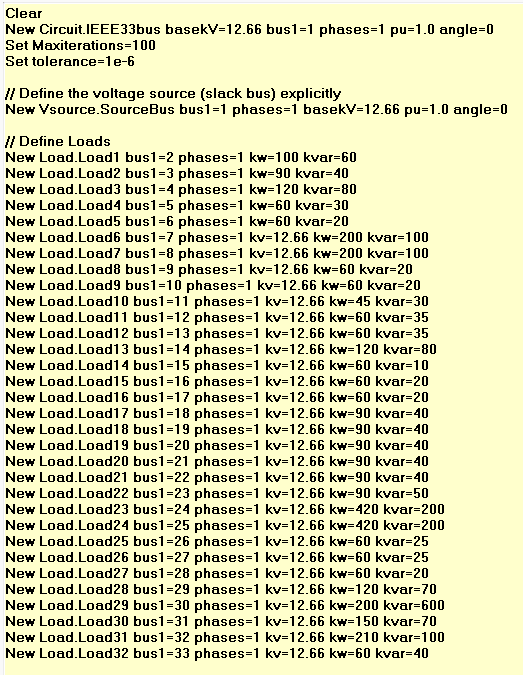 Clear
New Circuit.IEEE33bus basekV=12.66 bus1=1 phases=1 pu=1.0 angle=0
Set Maxiterations=100
Set tolerance=1e-6
// Define the voltage source (slack bus) explicitly
New Vsource.SourceBus bus1=1 phases=1 basekV=12.66 pu=1.0 angle=0
// Define Loads
New Load.Load1 bus1=2 phases=1 kw=100 kvar=60
New Load.Load2 bus1=3 phases=1 kw=90 kvar=40
New Load.Load3 bus1=4 phases=1 kw=120 kvar=80
New Load.Load4 bus1=5 phases=1 kw=60 kvar=30
New Load.Load5 bus1=6 phases=1 kw=60 kvar=20
New Load.Load6 bus1=7 phases=1 kv=12.66 kw=200 kvar=100
New Load.Load7 bus1=8 phases=1 kv=12.66 kw=200 kvar=100
New Load.Load8 bus1=9 phases=1 kv=12.66 kw=60 kvar=20
New Load.Load9 bus1=10 phases=1 kv=12.66 kw=60 kvar=20
New Load.Load10 bus1=11 phases=1 kv=12.66 kw=45 kvar=30
New Load.Load11 bus1=12 phases=1 kv=12.66 kw=60 kvar=35
New Load.Load12 bus1=13 phases=1 kv=12.66 kw=60 kvar=35
New Load.Load13 bus1=14 phases=1 kv=12.66 kw=120 kvar=80
New Load.Load14 bus1=15 phases=1 kv=12.66 kw=60 kvar=10
New Load.Load15 bus1=16 phases=1 kv=12.66 kw=60 kvar=20
New Load.Load16 bus1=17 phases=1 kv=12.66 kw=60 kvar=20
New Load.Load17 bus1=18 phases=1 kv=12.66 kw=90 kvar=40
New Load.Load18 bus1=19 phases=1 kv=12.66 kw=90 kvar=40
New Load.Load19 bus1=20 phases=1 kv=12.66 kw=90 kvar=40
New Load.Load20 bus1=21 phases=1 kv=12.66 kw=90 kvar=40
New Load.Load21 bus1=22 phases=1 kv=12.66 kw=90 kvar=40
New Load.Load22 bus1=23 phases=1 kv=12.66 kw=90 kvar=50
New Load.Load23 bus1=24 phases=1 kv=12.66 kw=420 kvar=200
New Load.Load24 bus1=25 phases=1 kv=12.66 kw=420 kvar=200
New Load.Load25 bus1=26 phases=1 kv=12.66 kw=60 kvar=25
New Load.Load26 bus1=27 phases=1 kv=12.66 kw=60 kvar=25
New Load.Load27 bus1=28 phases=1 kv=12.66 kw=60 kvar=20
New Load.Load28 bus1=29 phases=1 kv=12.66 kw=120 kvar=70
New Load.Load29 bus1=30 phases=1 kv=12.66 kw=200 kvar=600
New Load.Load30 bus1=31 phases=1 kv=12.66 kw=150 kvar=70
New Load.Load31 bus1=32 phases=1 kv=12.66 kw=210 kvar=100
New Load.Load32 bus1=33 phases=1 kv=12.66 kw=60 kvar=40